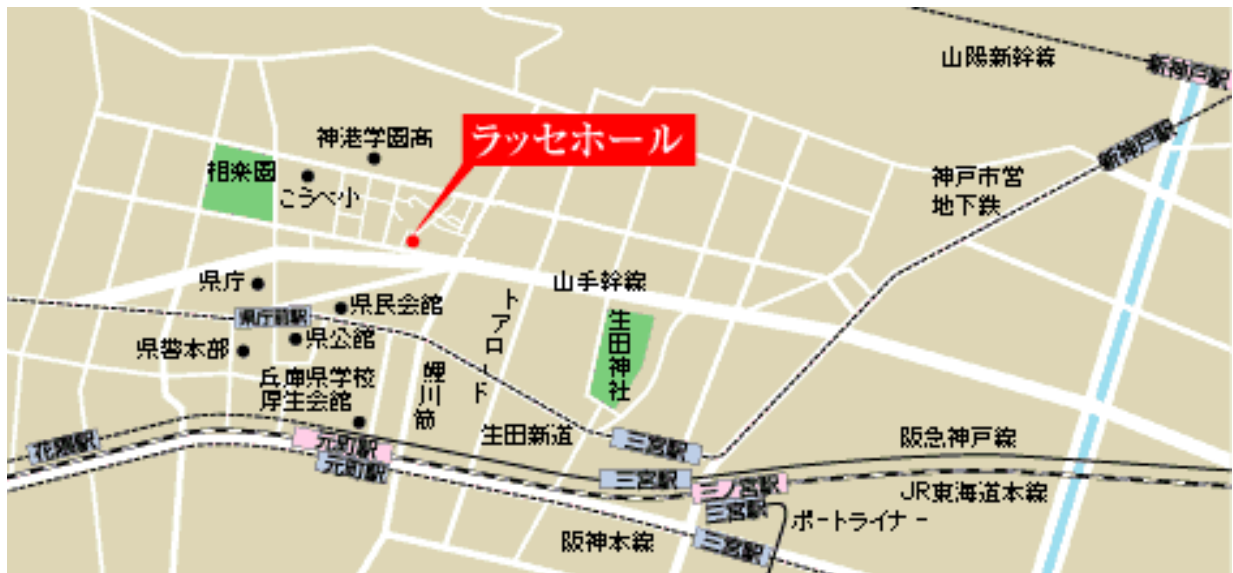 山陽新幹線
新神戸駅
新神戸駅
神港学園高
ラッセホール
相楽園
こうべ小
神戸市営
地下鉄
県庁
山手幹線
県民会館
県庁前駅
トアロード
生田神社
県公館
県警本部
鯉川筋
兵庫県学校
厚生会館
生田新道
三宮駅
花隈駅
元町駅
元町駅
阪急神戸線
三宮駅
三ノ宮駅
JR東海道本線
三宮駅
ポートライナー
阪神本線
三宮駅